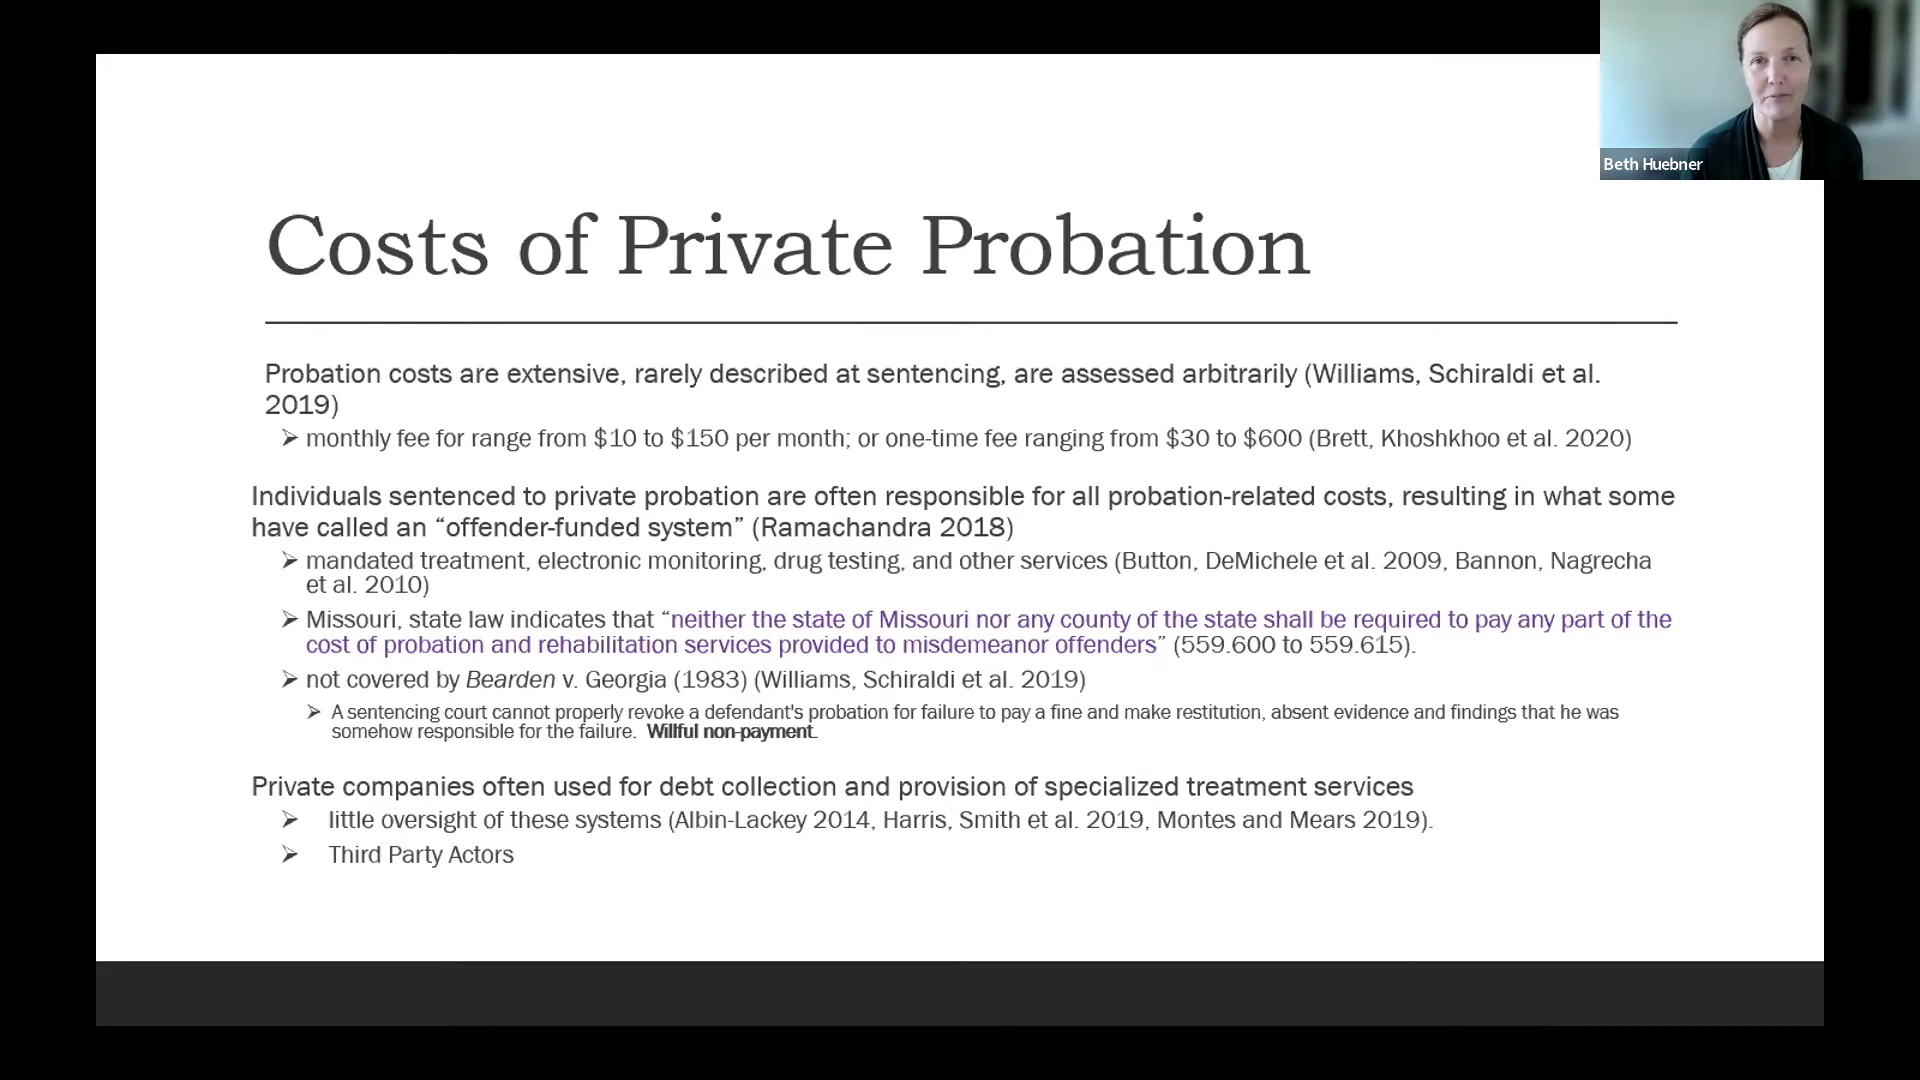 Beth Huebner
Costs of Private Probation
Probation costs are extensive, rarely described at sentencing, are assessed arbitrarily (Williams, Schiraldi et al.
2019)
➢ monthly fee for range from $10 to $150 per month; or one-time fee ranging from $30 to $600 (Brett, Khoshkhoo et al. 2020)
Individuals sentenced to private probation are often responsible for all probation-related costs, resulting in what some
have called an “offender-funded system” (Ramachandra 2018)
➢ mandated treatment, electronic monitoring, drug testing, and other services (Button, DeMichele et al. 2009, Bannon, Nagrecha
et al. 2010)
➢ Missouri, state law indicates that “neither the state of Missouri nor any county of the state shall be required to pay any part of the
cost of probation and rehabilitation services provided to misdemeanor offenders” (559.600 to 559.615).
➢ not covered by Bearden v. Georgia (1983) (Williams, Schiraldi et al. 2019)
➢ A sentencing court cannot properly revoke a defendant's probation for failure to pay a fine and make restitution, absent evidence and findings that he was
somehow responsible for the failure. Willful non-payment.
Private companies often used for debt collection and provision of specialized treatment services
➢ little oversight of these systems (Albin-Lackey 2014, Harris, Smith et al. 2019, Montes and Mears 2019).
➢ Third Party Actors